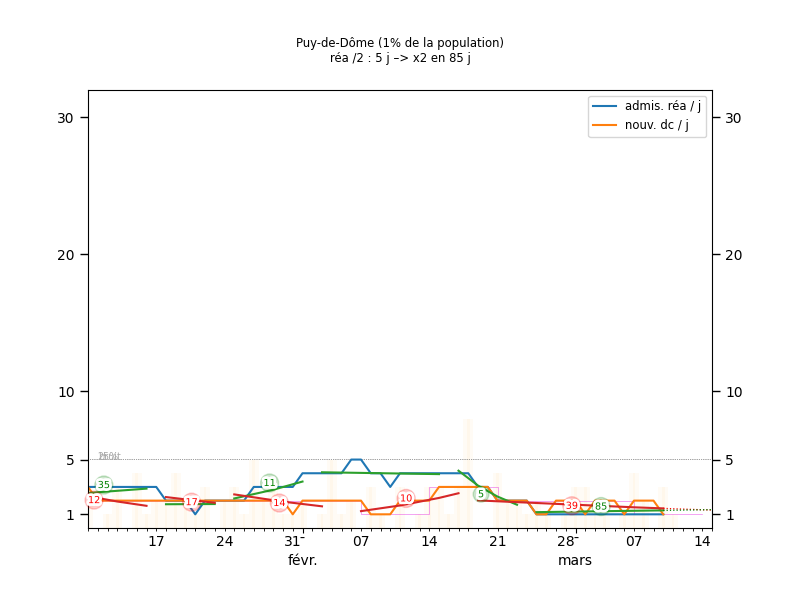 Puy-de-Dôme (1% de la population)
réa /2 : 5 j –> x2 en 85 j
admis. réa / j
nouv. dc / j
30 30
20 20
10 10
5 5
1 1
35 12 17 11 14 10 5 39 85
17 24 31 07 14 21 28 07 14
févr. mars